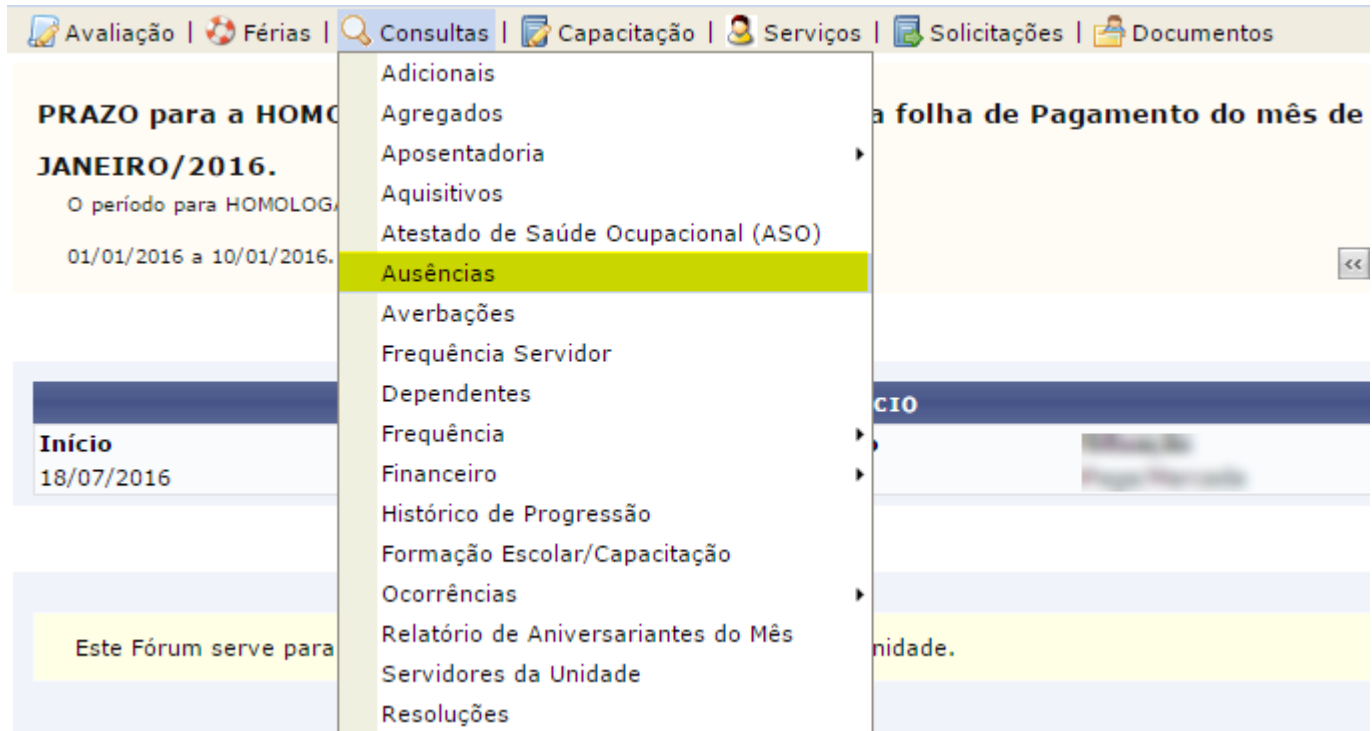 Avaliação | Férias | Consultas | Capacitação | Serviços | Solicitações | Documentos
PRAZO para a HOMO
a folha de Pagamento do mês de
JANEIRO/2016.
O período para HOMOLOGA
01/01/2016 a 10/01/2016.
<<
Adicionais
Agregados
Aposentadoria
Aquisitivos
Atestado de Saúde Ocupacional (ASO)
Ausências
Averbações
Frequência Servidor
Dependentes
Frequência
Financeiro
Histórico de Progressão
Formação Escolar/Capacitação
Ocorrências
Relatório de Aniversariantes do Mês
Servidores da Unidade
Resoluções
CIO
Início
18/07/2016
Este Fórum serve para
nidade.